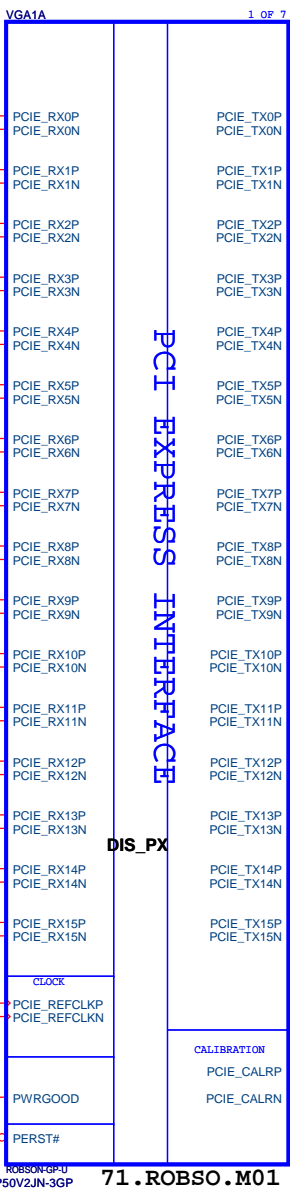 VGA1A 1 OF 7
PCIE_RX0P PCIE_TX0P
PCIE_RX0N PCIE_TX0N
PCIE_RX1P PCIE_TX1P
PCIE_RX1N PCIE_TX1N
PCIE_RX2P PCIE_TX2P
PCIE_RX2N PCIE_TX2N
PCIE_RX3P PCIE_TX3P
PCIE_RX3N PCIE_TX3N
PCIE_RX4P PCIE_TX4P
PCIE_RX4N PCIE_TX4N
PCIE_RX5P PCIE_TX5P
PCIE_RX5N PCIE_TX5N
PCIE_RX6P PCIE_TX6P
PCIE_RX6N PCIE_TX6N
PCIE_RX7P PCIE_TX7P
PCIE_RX7N PCIE_TX7N
PCIE_RX8P PCIE_TX8P
PCIE_RX8N PCIE_TX8N
PCIE_RX9P PCIE_TX9P
PCIE_RX9N PCIE_TX9N
PCIE_RX10P PCIE_TX10P
PCIE_RX10N PCIE_TX10N
PCIE_RX11P PCIE_TX11P
PCIE_RX11N PCIE_TX11N
PCIE_RX12P PCIE_TX12P
PCIE_RX12N PCIE_TX12N
PCIE_RX13P PCIE_TX13P
PCIE_RX13N PCIE_TX13N
PCIE_RX14P PCIE_TX14P
PCIE_RX14N PCIE_TX14N
PCIE_RX15P PCIE_TX15P
PCIE_RX15N PCIE_TX15N
PCI EXPRESS INTERFACE
DIS_PX
CLOCK
PCIE_REFCLKP
PCIE_REFCLKN
CALIBRATION
PCIE_CALRP
PWRGOOD PCIE_CALRN
PERST#
ROBSON-GP-U
P50V2JN-3GP 71.ROBSO.M01